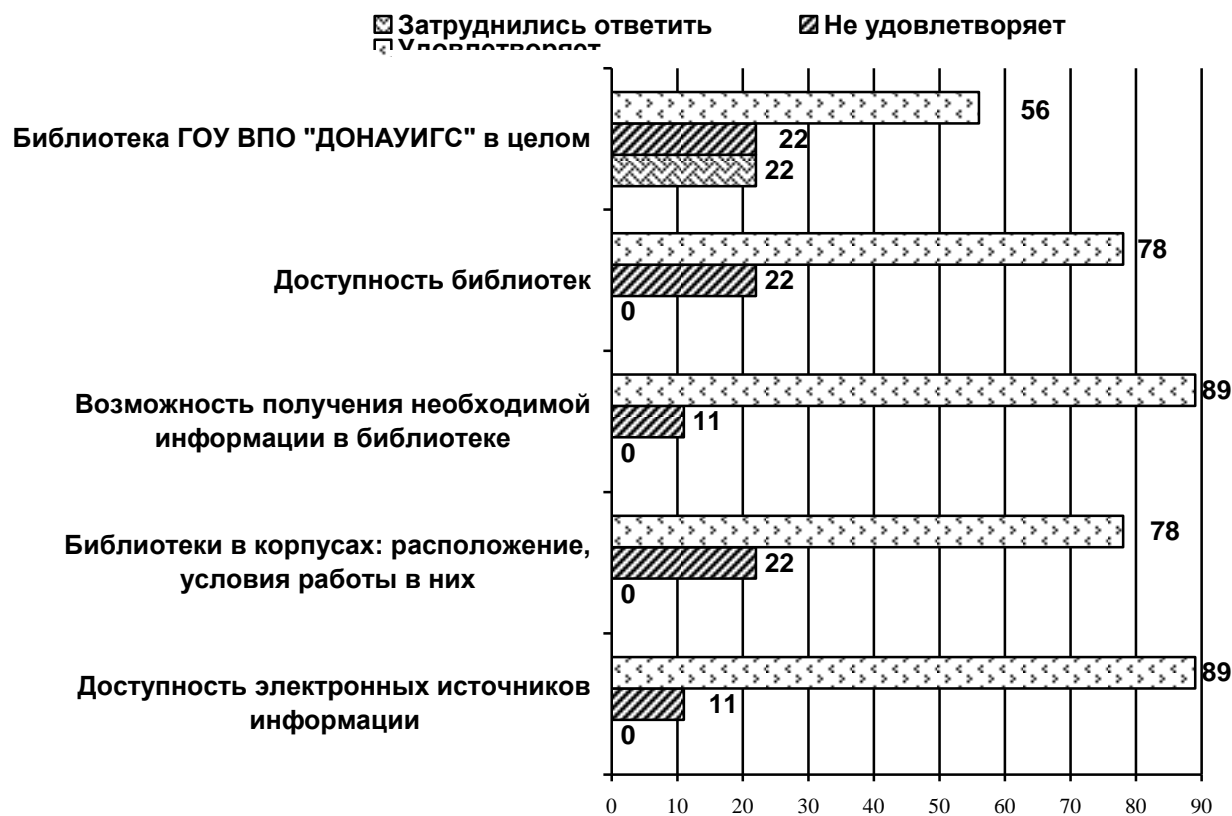 Затруднились ответить Не удовлетворяет
Удовлетворяет
Библиотека ГОУ ВПО "ДОНАУИГС" в целом
56
22
22
Доступность библиотек
78
22
0
Возможность получения необходимой
информации в библиотеке
89
11
0
Библиотеки в корпусах: расположение,
условия работы в них
78
22
0
Доступность электронных источников
информации
89
11
0
0 10 20 30 40 50 60 70 80 90